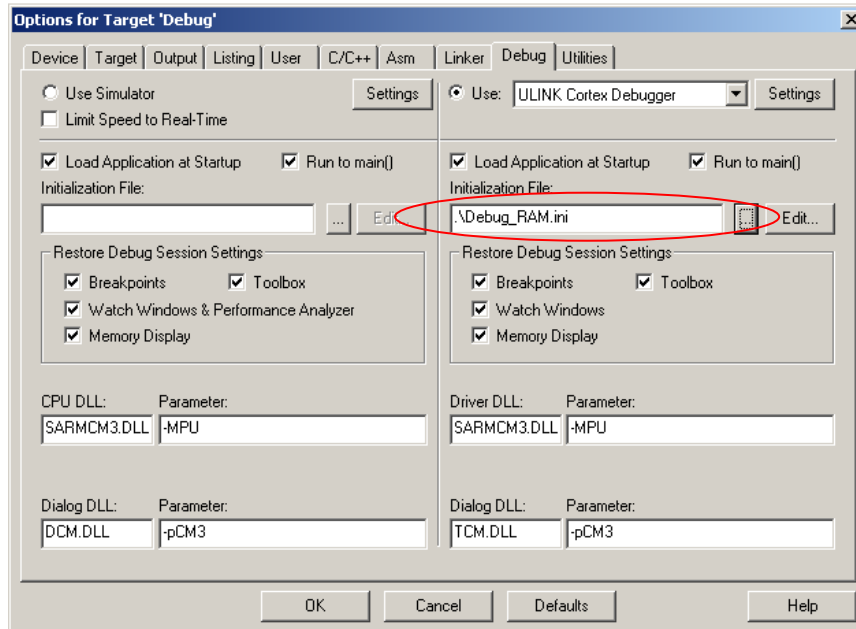 Options for Target 'Debug'
Device Target Output Listing User C/C++ Asm Linker Debug Utilities
Use Simulator Settings
Limit Speed to Real-Time
Use: ULINK Cortex Debugger Settings
Load Application at Startup Run to main()
Initialization File:
... Edit...
Load Application at Startup Run to main()
Initialization File:
.\Debug_RAM.ini ... Edit...
Restore Debug Session Settings
Breakpoints Toolbox
Watch Windows & Performance Analyzer
Memory Display
Restore Debug Session Settings
Breakpoints Toolbox
Watch Windows
Memory Display
CPU DLL: Parameter:
SARMCM3.DLL -MPU
Driver DLL: Parameter:
SARMCM3.DLL -MPU
Dialog DLL: Parameter:
DCM.DLL -pCM3
Dialog DLL: Parameter:
TCM.DLL -pCM3
OK Cancel Defaults Help